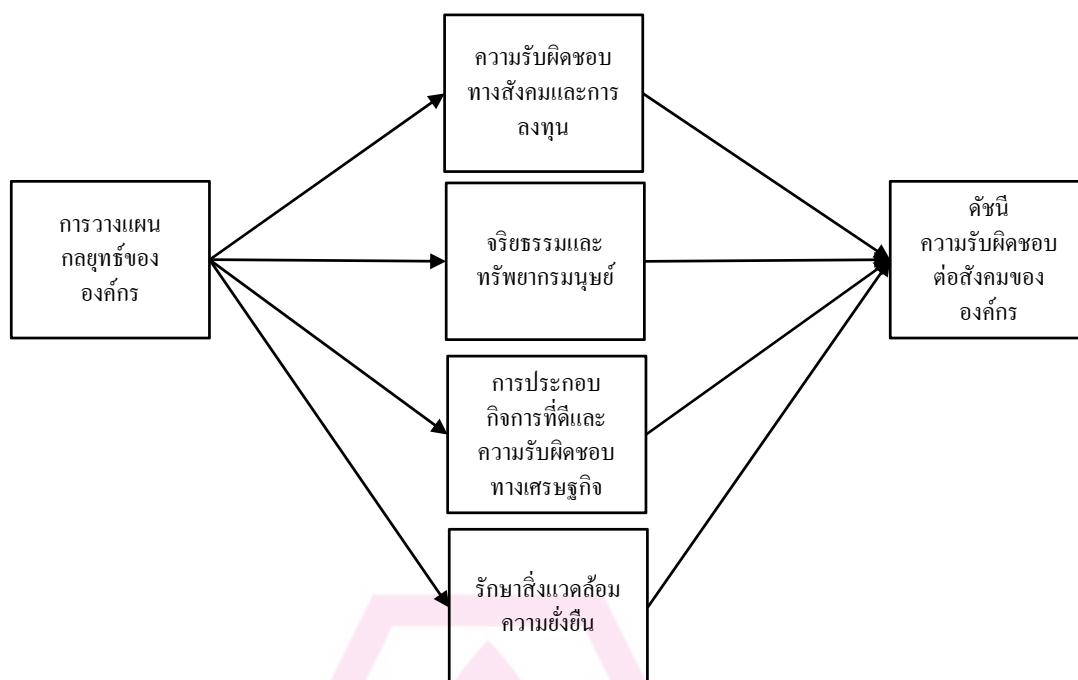 ความรับผิดชอบ
ทางสังคมและการ
ลงทุน
การวางแผน
กลยุทธ์ของ
องค์กร
จริยธรรมและ
ทรัพยากรมนุษย์
ดัชนี
ความรับผิดชอบ
ต่อสังคมของ
องค์กร
การประกอบ
กิจการที่ดีและ
ความรับผิดชอบ
ทางเศรษฐกิจ
รักษาสิ่งแวดล้อม
ความยั่งยืน